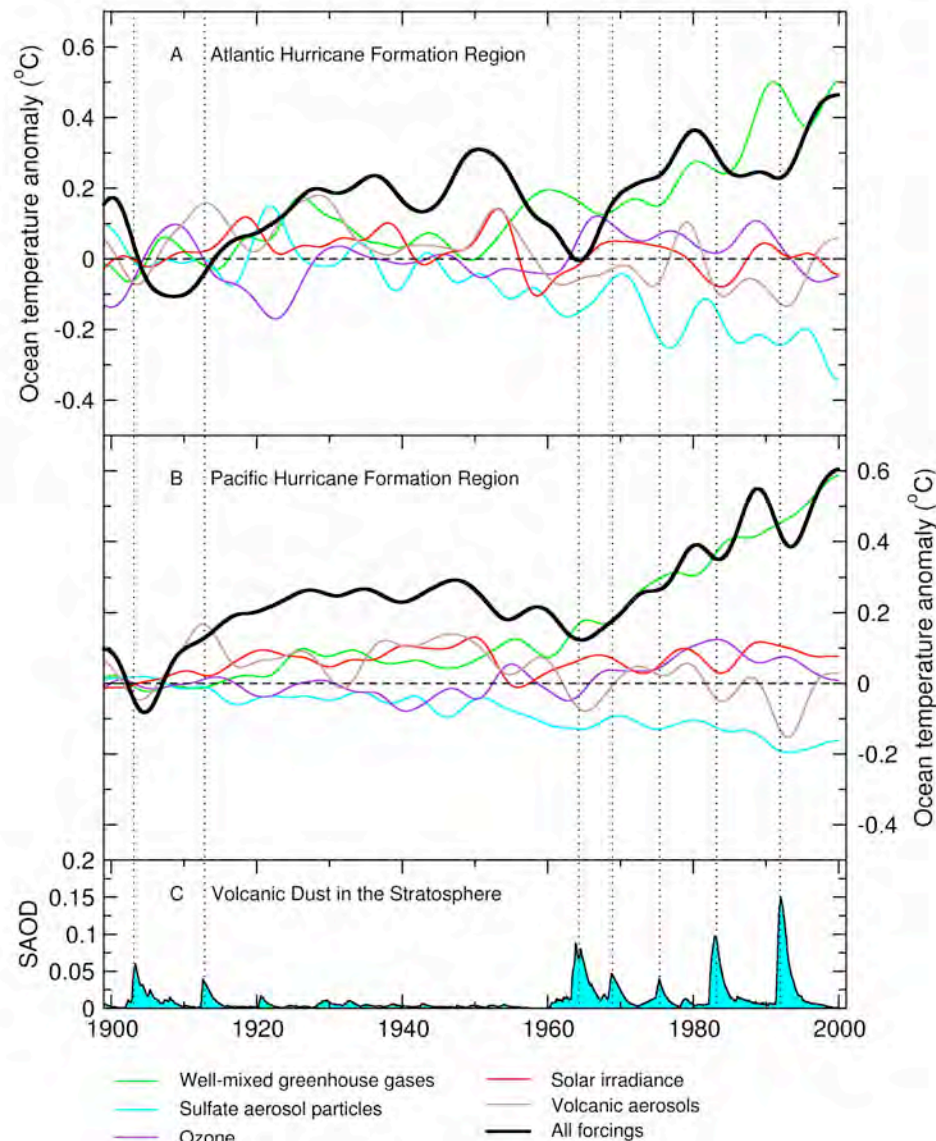 0.6
A Atlantic Hurricane Formation Region
0.4
0.2
0
-0.2
-0.4
Ocean temperature anomaly (°C)
B Pacific Hurricane Formation Region
0.6
0.4
0.2
0
-0.2
-0.4
Ocean temperature anomaly (°C)
0.2
C Volcanic Dust in the Stratosphere
0.15
0.1
0.05
0
SAOD
1900 1920 1940 1960 1980 2000
Well-mixed greenhouse gases
Solar irradiance
Sulfate aerosol particles
Volcanic aerosols
Ozone
All forcings